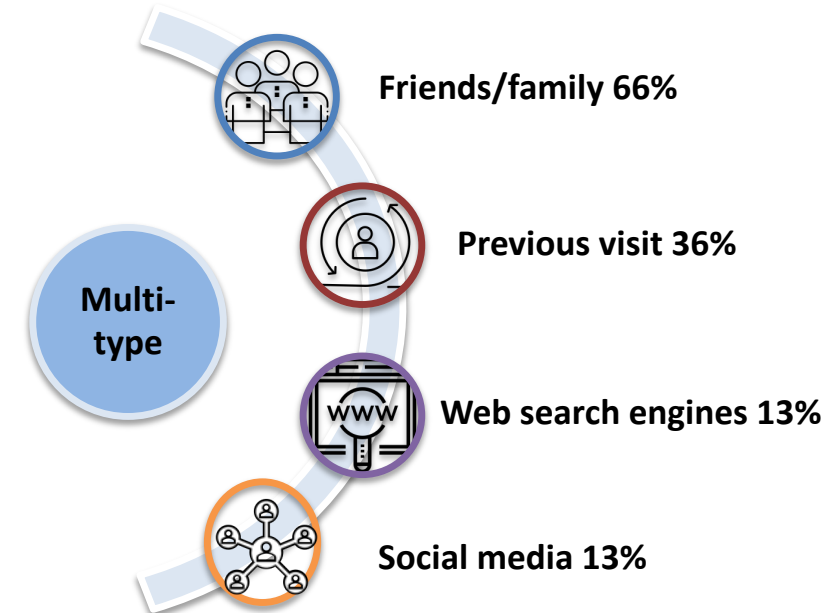 Friends/family 66%
Previous visit 36%
Multi-
type
www
Web search engines 13%
Social media 13%